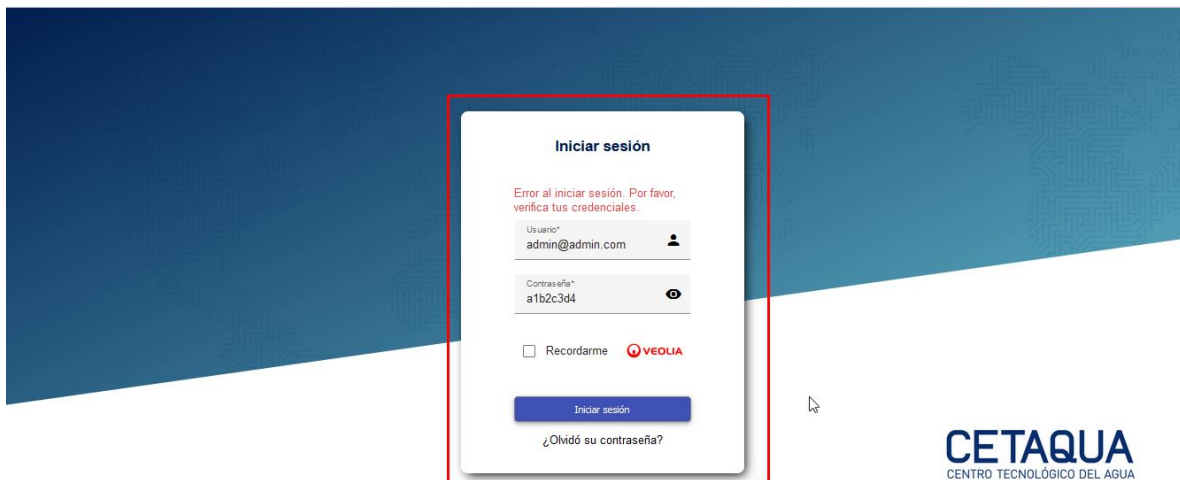 Iniciar sesión
Error al iniciar sesión. Por favor,
verifica tus credenciales.
Usuario*
admin@admin.com
Contraseña*
a1b2c3d4
Recordarme VEOLIA
Iniciar sesión
¿Olvidó su contraseña?
CETAQUA
CENTRO TECNOLÓGICO DEL AGUA